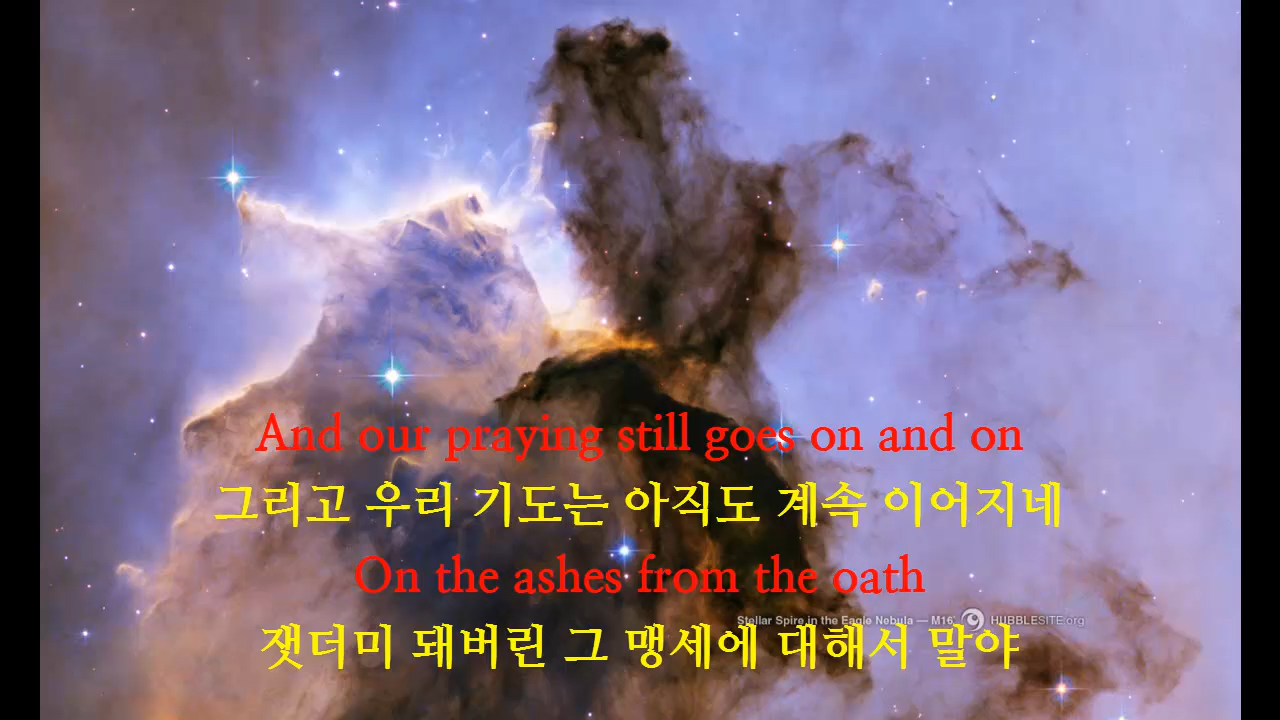 And our praying still goes on and on
그리고 우리 기도는 아직도 계속 이어지네
On the ashes from the oath
Stellar Spire in the Eagle Nebula — M16 HUBBLESITE.org
잿더미 돼버린 그 맹세에 대해서 말야